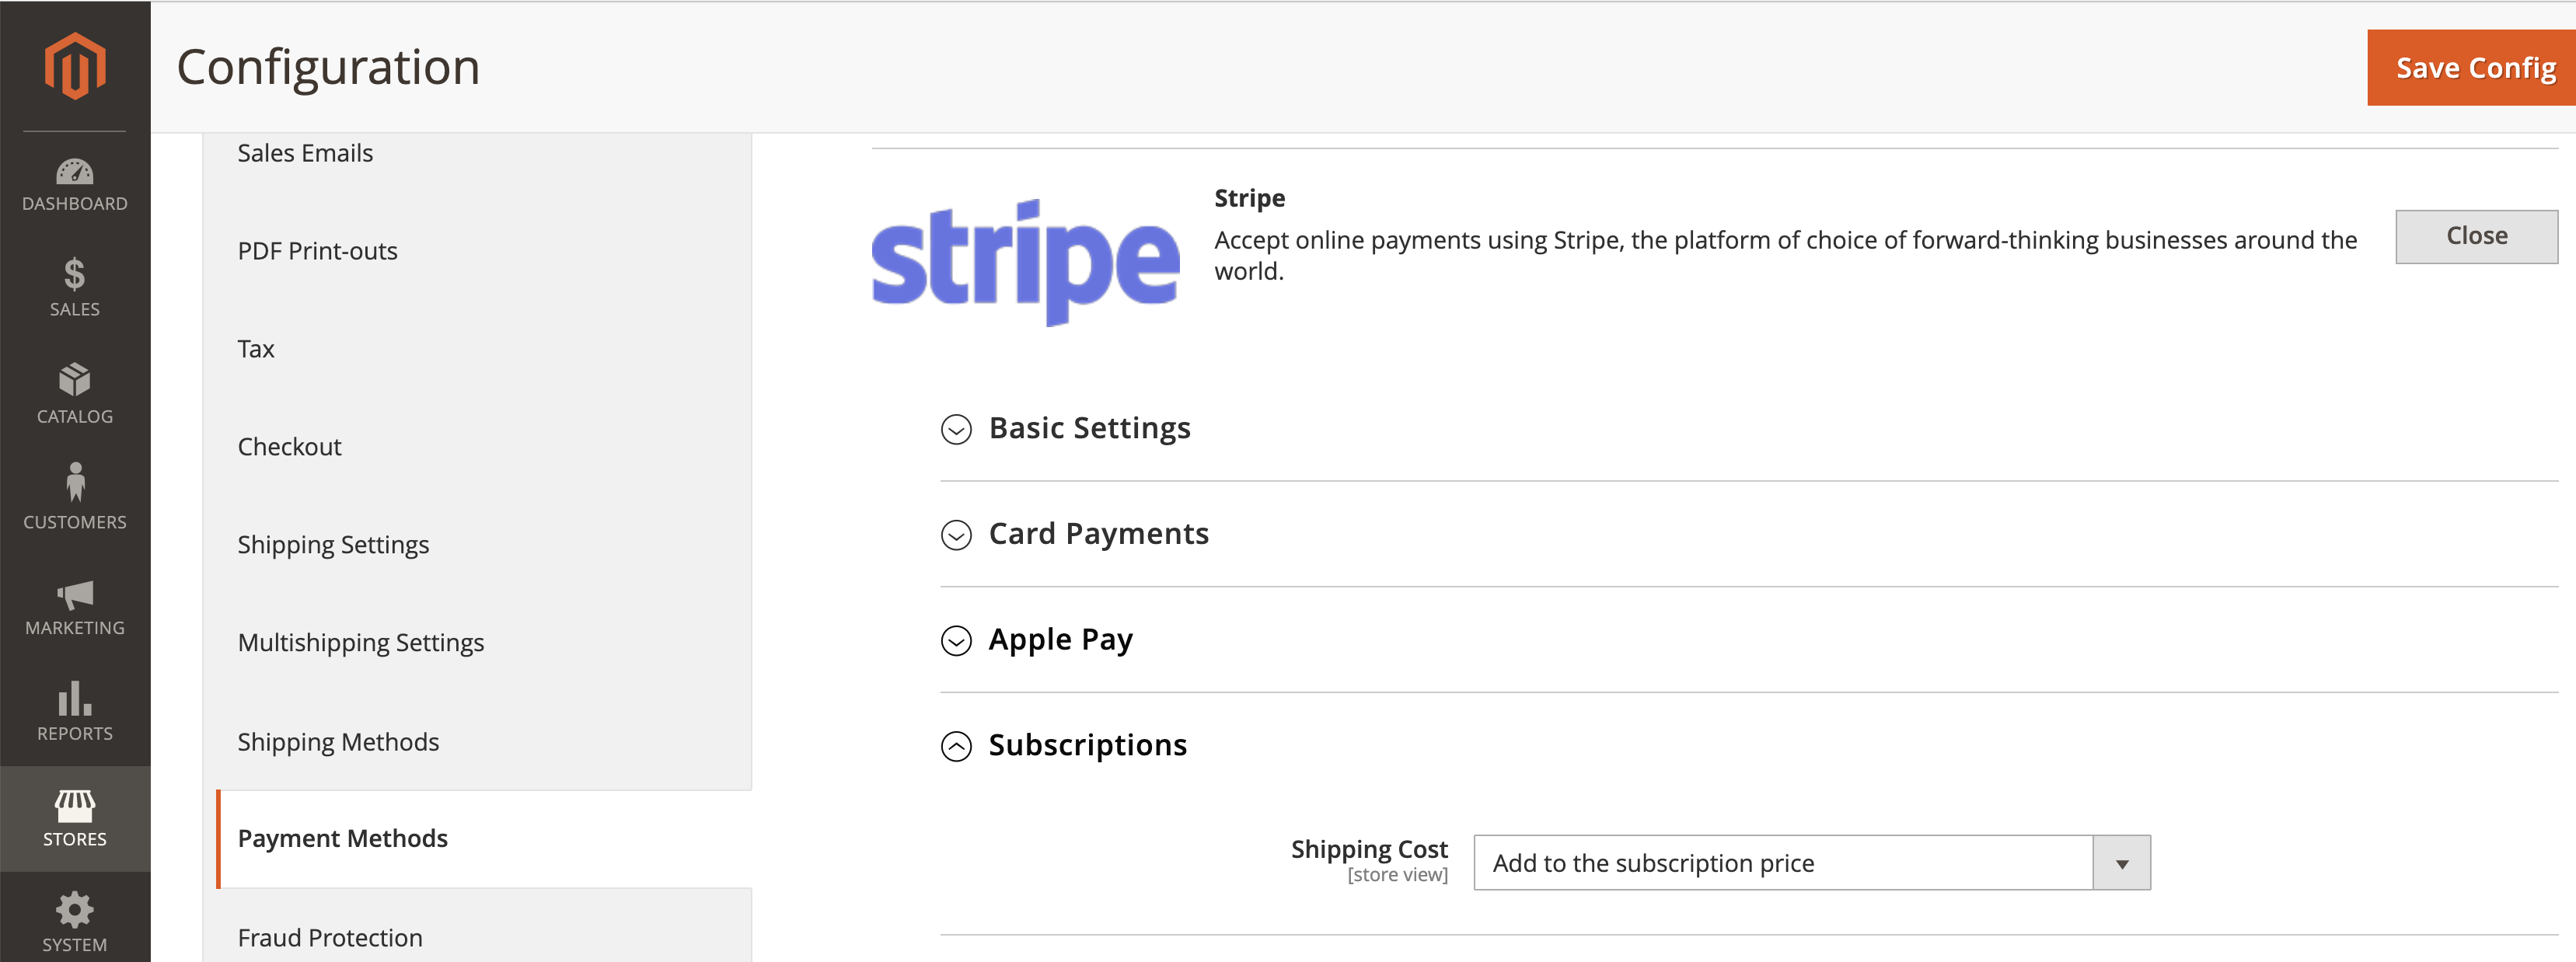 Configuration
Save Config
DASHBOARD
SALES
CATALOG
CUSTOMERS
MARKETING
REPORTS
STORES
SYSTEM
Sales Emails
PDF Print-outs
Tax
Checkout
Shipping Settings
Multishipping Settings
Shipping Methods
Payment Methods
Fraud Protection
stripe
Stripe
Accept online payments using Stripe, the platform of choice of forward-thinking businesses around the
world.
Close
Basic Settings
Card Payments
Apple Pay
Subscriptions
Shipping Cost
[store view]
Add to the subscription price